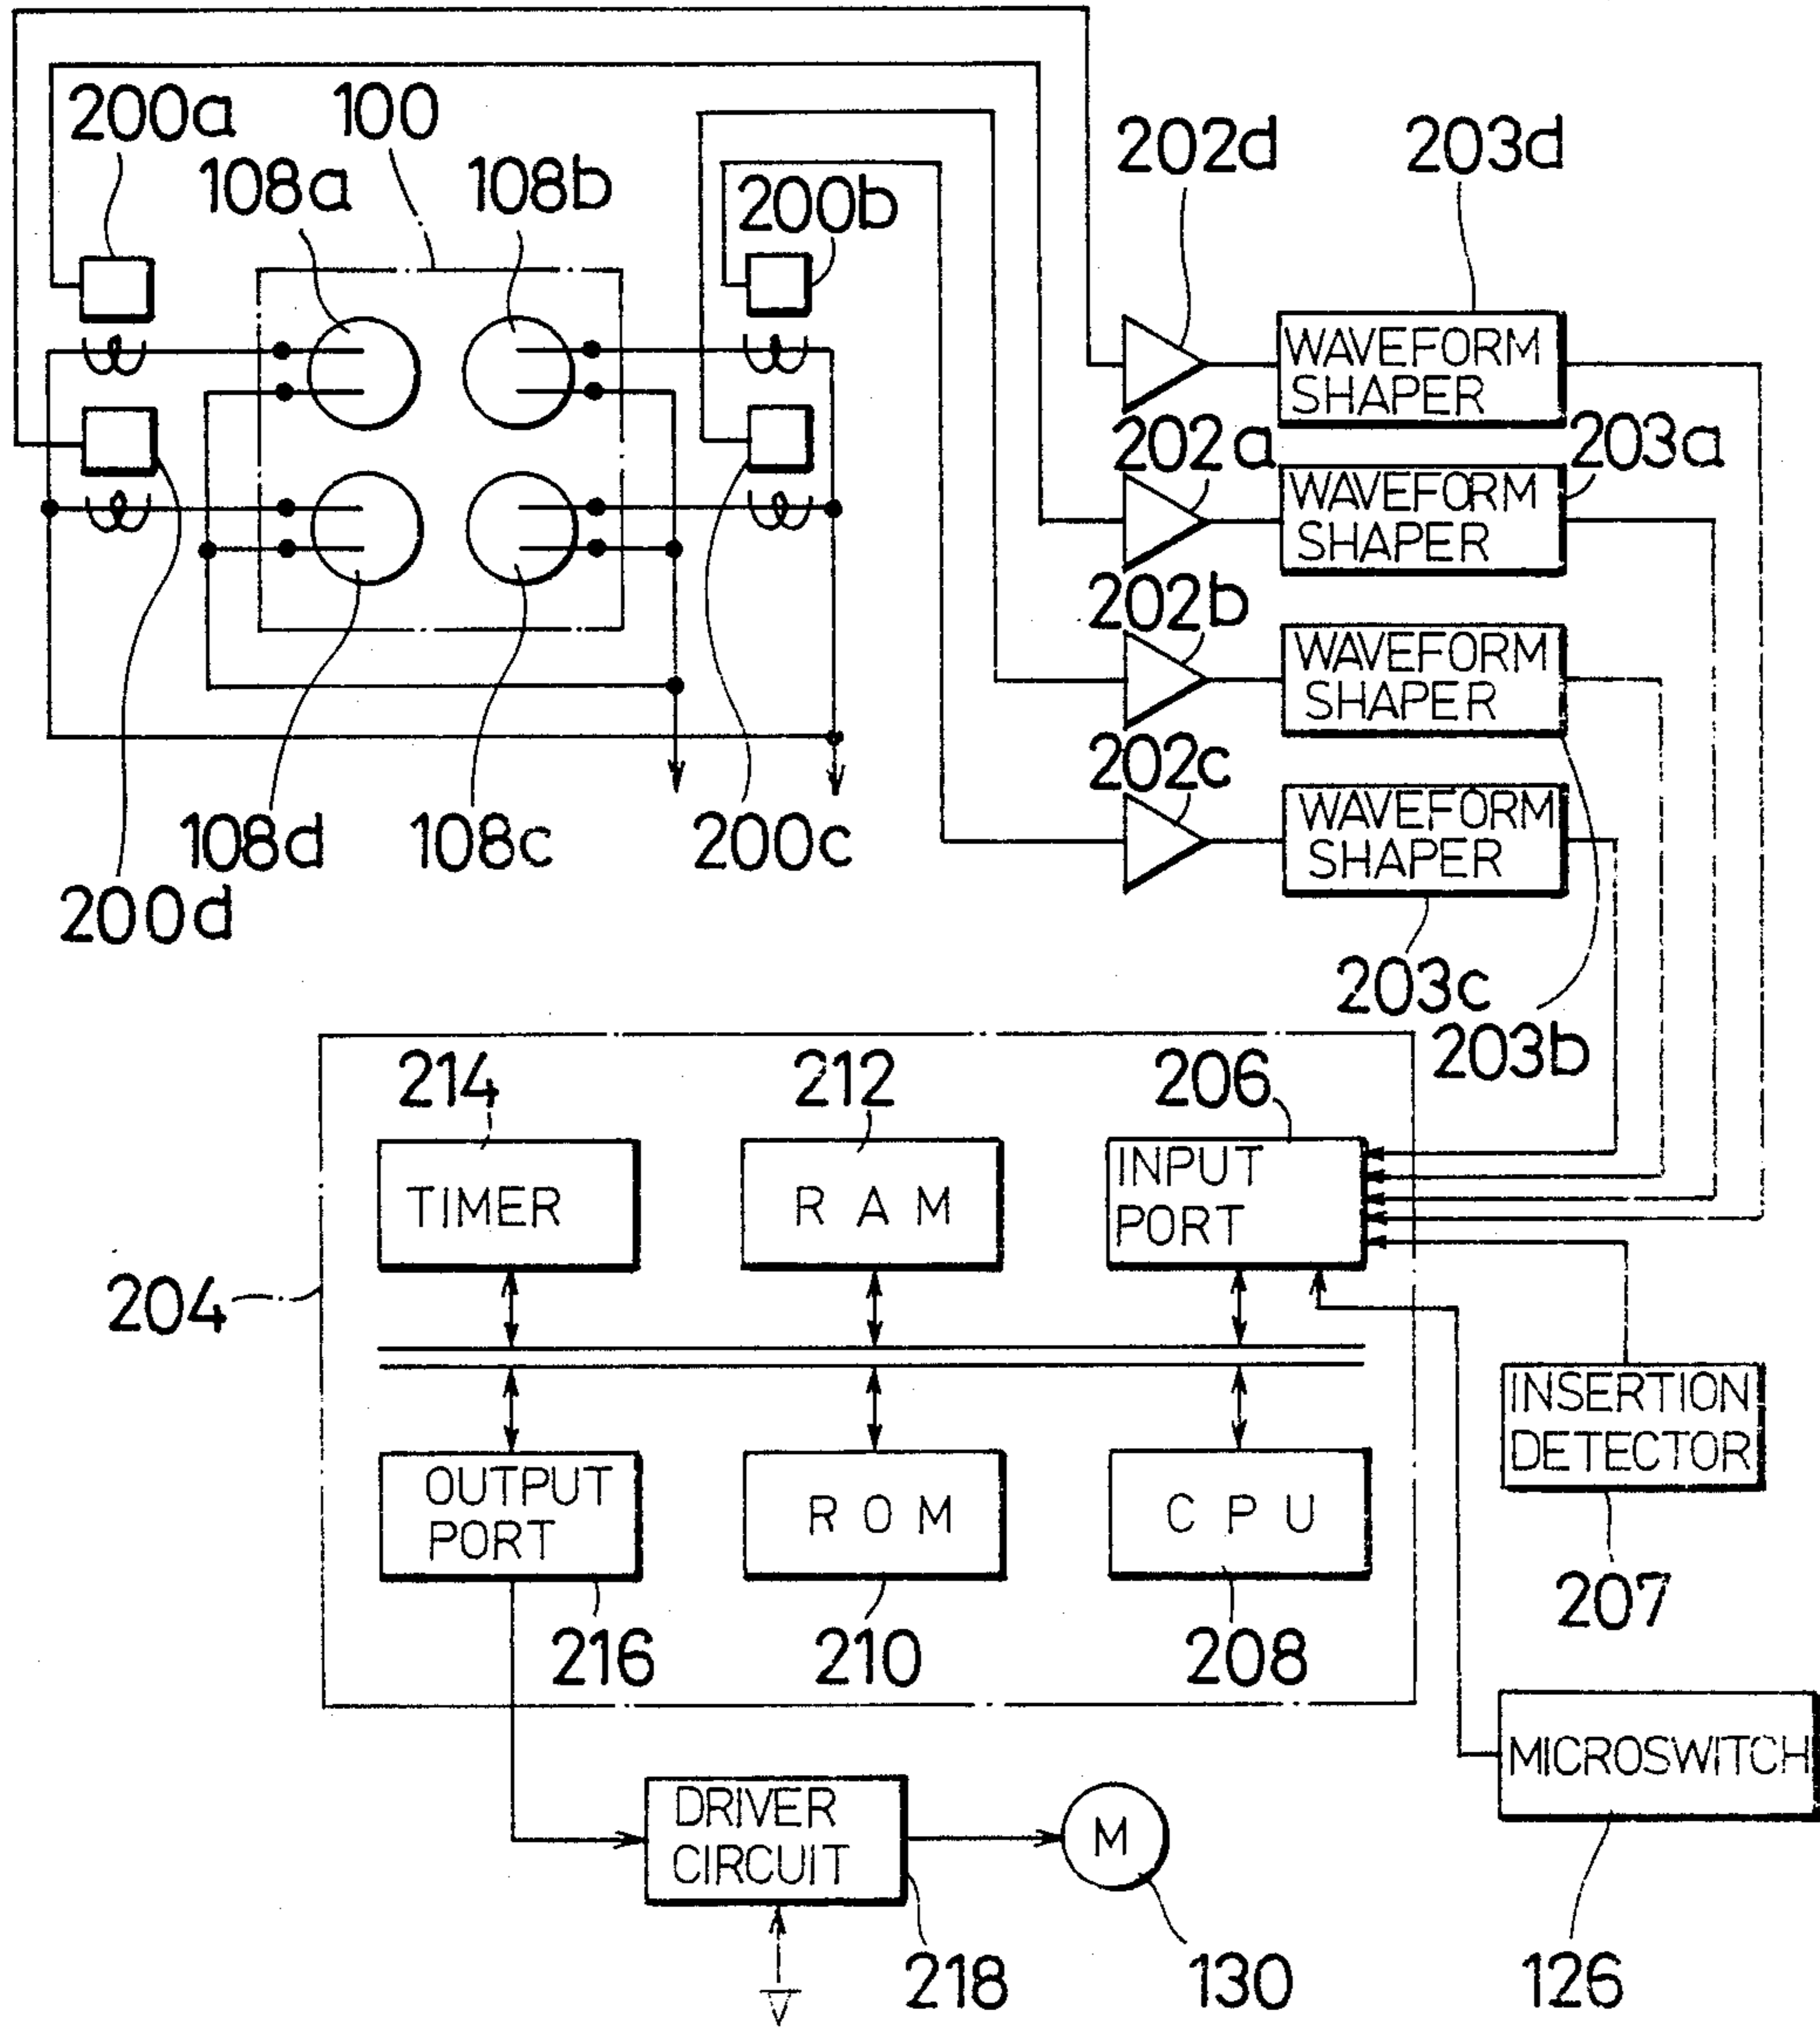 200a
100
108a
108b
200b
202d
203d
WAVEFORM
SHAPER
202a
203a
WAVEFORM
SHAPER
202b
WAVEFORM
SHAPER
202c
WAVEFORM
SHAPER
108d
108c
200c
200d
203c
203b
214
212
206
TIMER
RAM
INPUT
PORT
204
INSERTION
DETECTOR
OUTPUT
PORT
ROM
CPU
207
216
210
208
MICROSWITCH
DRIVER
CIRCUIT
M
218
130
126